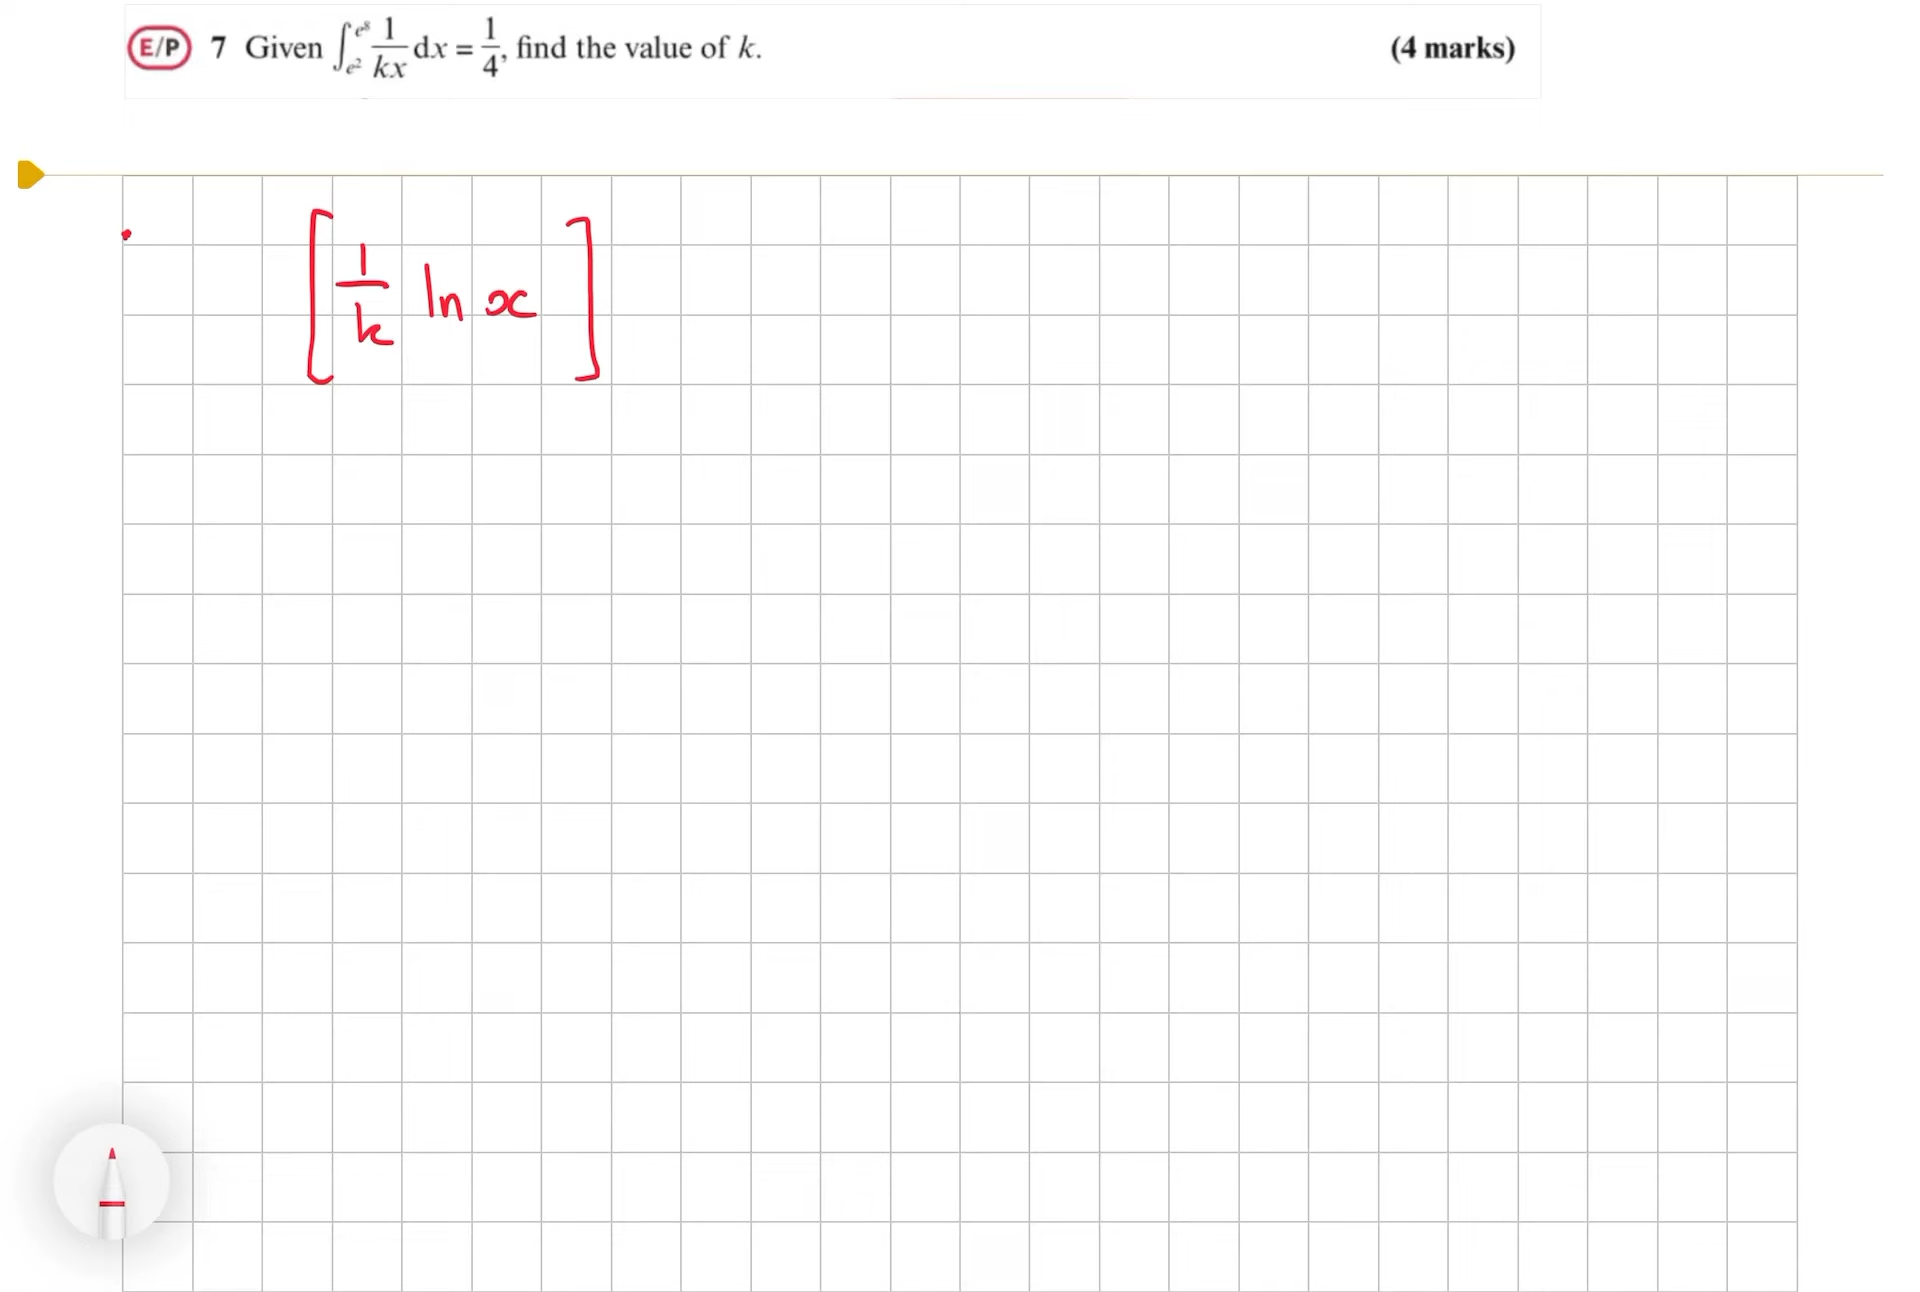 E/P 7 Given ∫_{e²}^{e⁸} 1/kx dx = 1/4, find the value of k. (4 marks)
[1/k ln x]